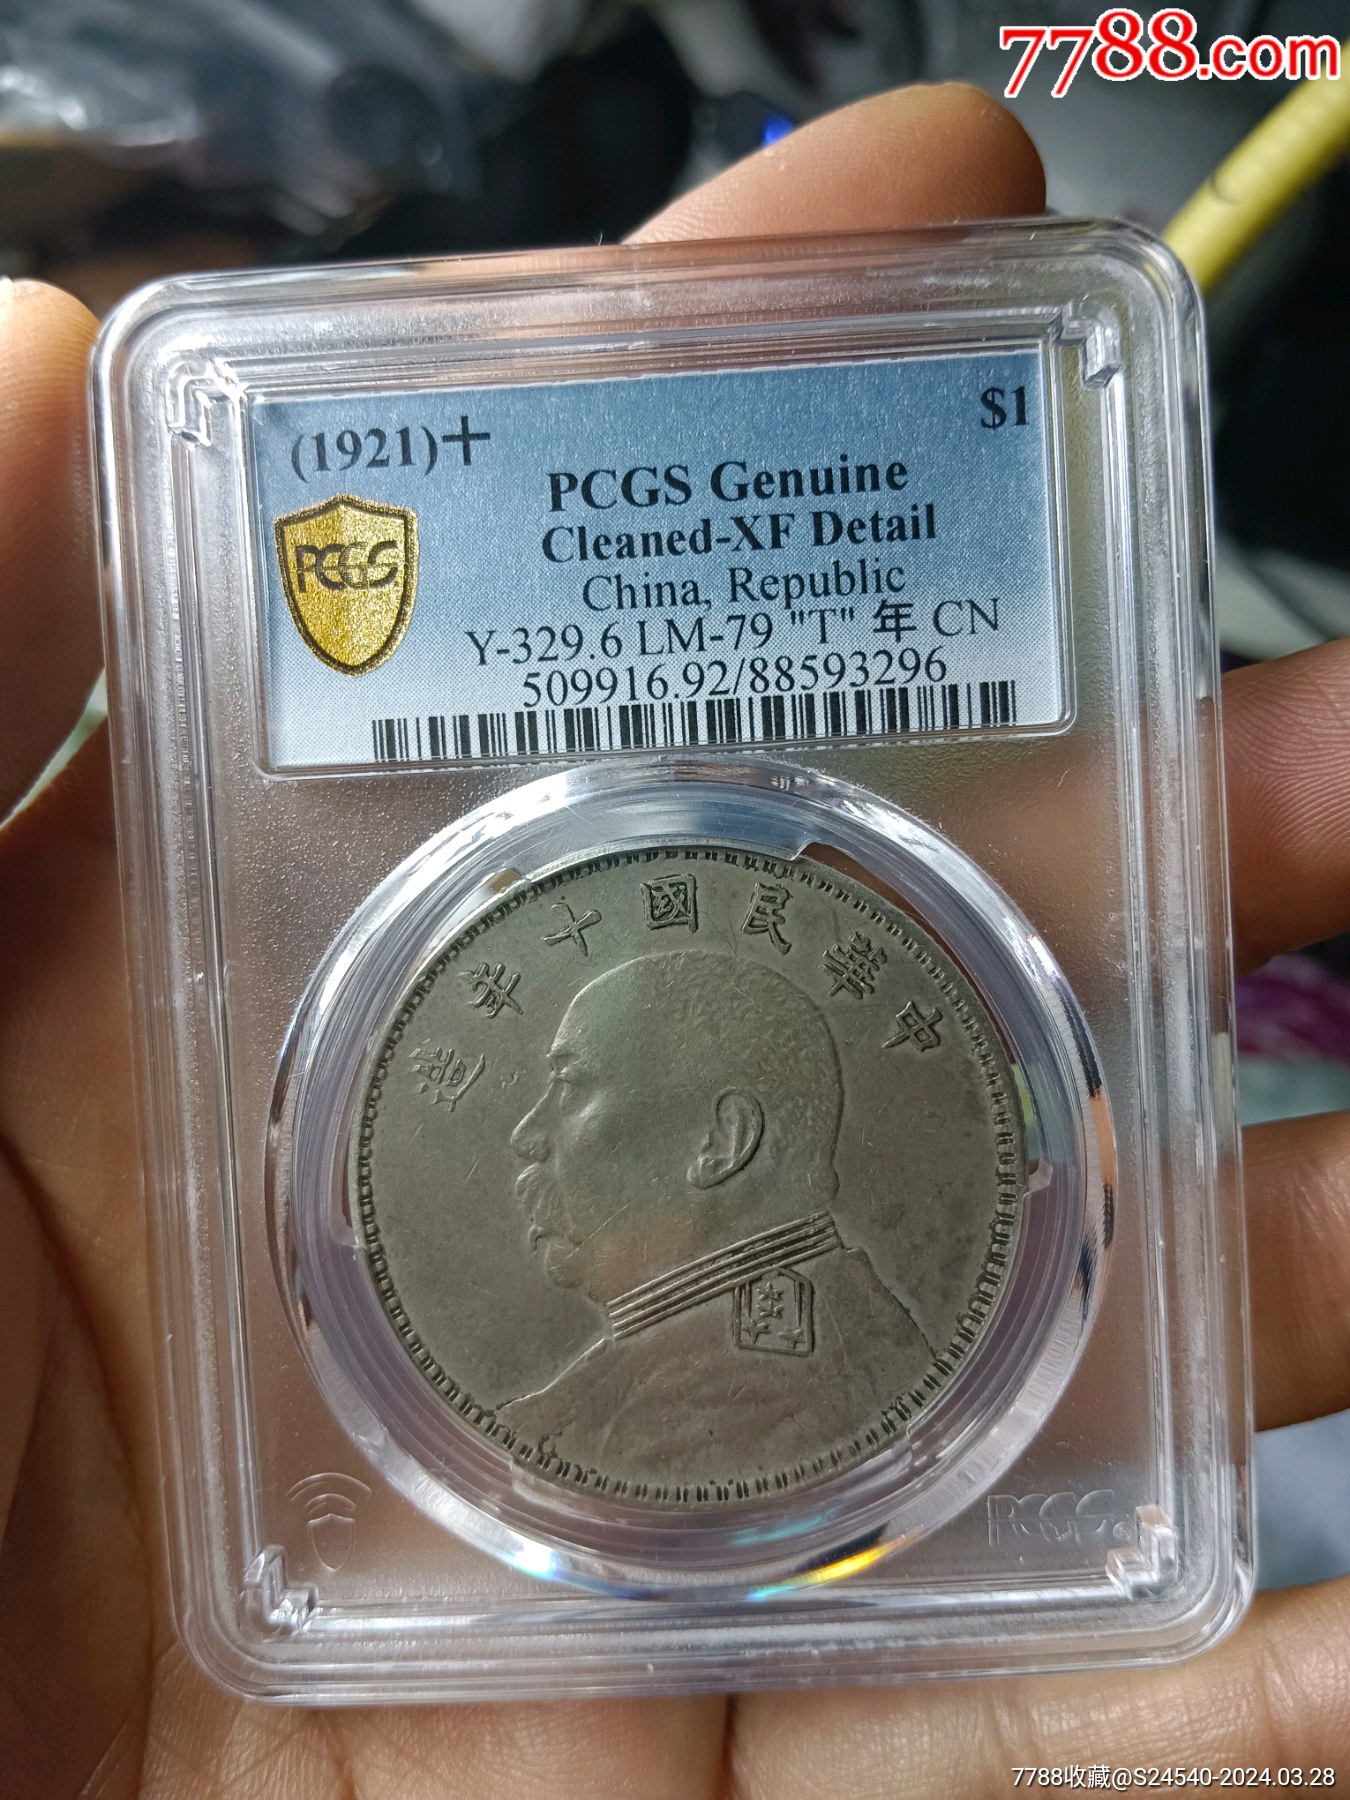 7788.com
(1921)十 $1
PCGS Genuine
Cleaned-XF Detail
China, Republic
Y-329.6 LM-79 "T" 年 CN
509916.92/88593296
PCGS
造年十國民華中
PCGS
7788收藏@S24540-2024.03.28